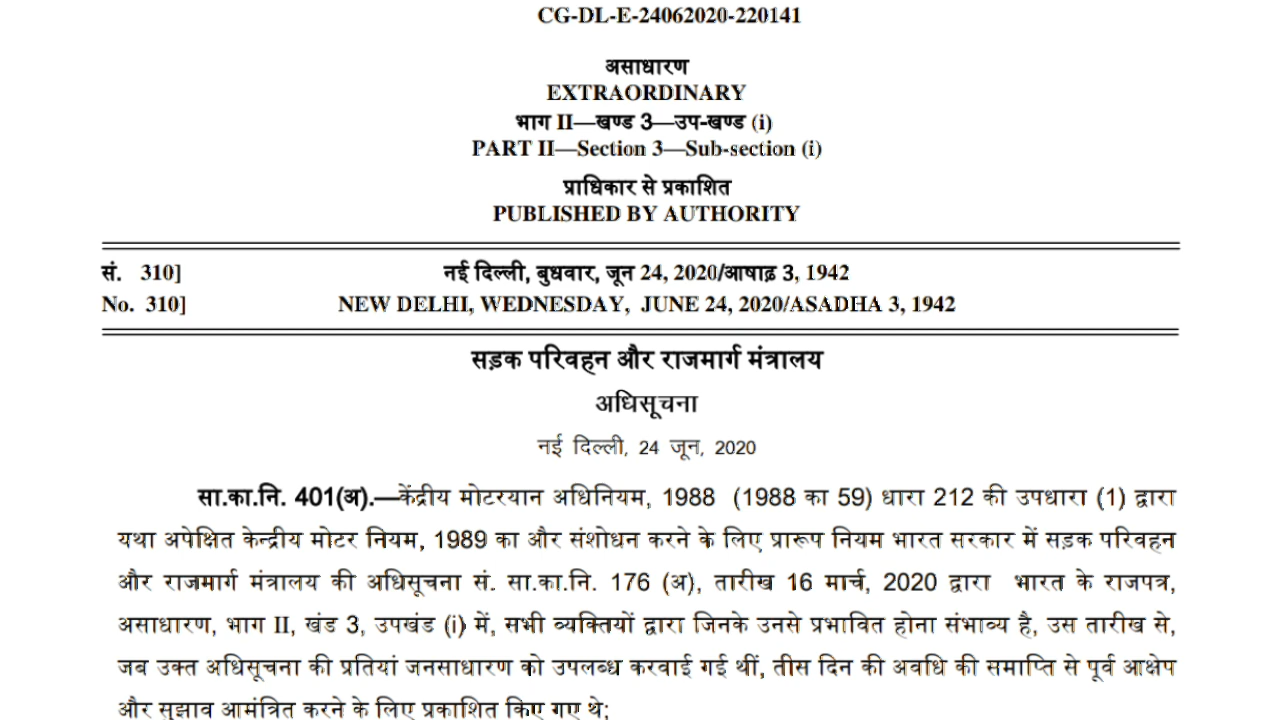 CG-DL-E-24062020-220141
असाधारण
EXTRAORDINARY
भाग II—खण्ड 3—उप-खण्ड (i)
PART II—Section 3—Sub-section (i)
प्राधिकार से प्रकाशित
PUBLISHED BY AUTHORITY
सं. 310] नई दिल्ली, बुधवार, जून 24, 2020/आषाढ़ 3, 1942
No. 310] NEW DELHI, WEDNESDAY, JUNE 24, 2020/ASADHA 3, 1942
सड़क परिवहन और राजमार्ग मंत्रालय
अधिसूचना
नई दिल्ली, 24 जून, 2020
सा.का.नि. 401(अ).—केंद्रीय मोटरयान अधिनियम, 1988 (1988 का 59) धारा 212 की उपधारा (1) द्वारा
यथा अपेक्षित केन्द्रीय मोटर नियम, 1989 का और संशोधन करने के लिए प्रारूप नियम भारत सरकार में सड़क परिवहन
और राजमार्ग मंत्रालय की अधिसूचना सं. सा.का.नि. 176 (अ), तारीख 16 मार्च, 2020 द्वारा भारत के राजपत्र,
असाधारण, भाग II, खंड 3, उपखंड (i) में, सभी व्यक्तियों द्वारा जिनके उनसे प्रभावित होना संभाव्य है, उस तारीख से,
जब उक्त अधिसूचना की प्रतियां जनसाधारण को उपलब्ध करवाई गई थीं, तीस दिन की अवधि की समाप्ति से पूर्व आक्षेप
और सुझाव आमंत्रित करने के लिए प्रकाशित किए गए थे;